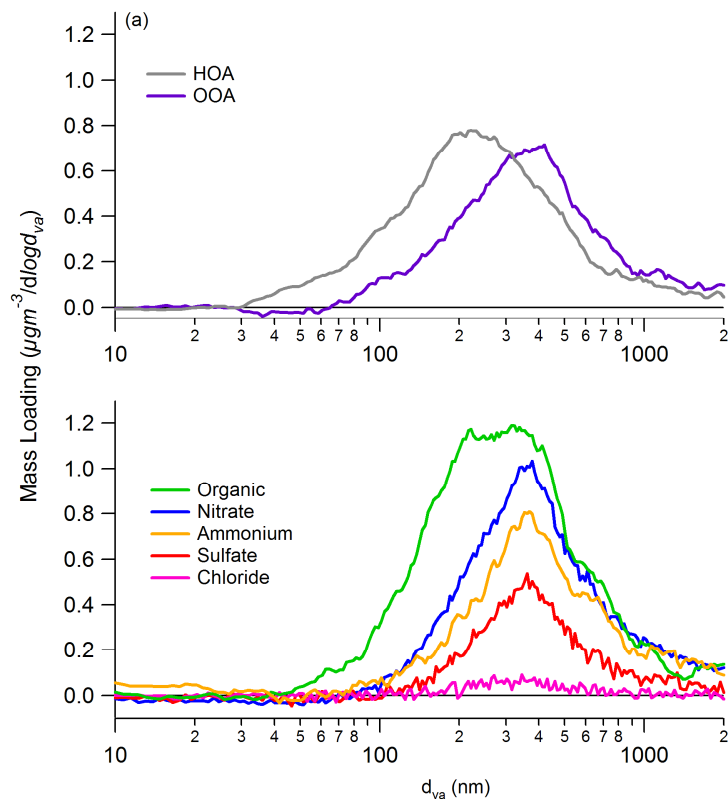 (a)
1.2
1.0
0.8
0.6
0.4
0.2
0.0
HOA
OOA
10 2 3 4 5 6 7 8 100 2 3 4 5 6 7 8 1000 2
Mass Loading (µgm⁻³/dlogd_va)
1.2
1.0
0.8
0.6
0.4
0.2
0.0
Organic
Nitrate
Ammonium
Sulfate
Chloride
10 2 3 4 5 6 7 8 100 2 3 4 5 6 7 8 1000 2
d_va (nm)